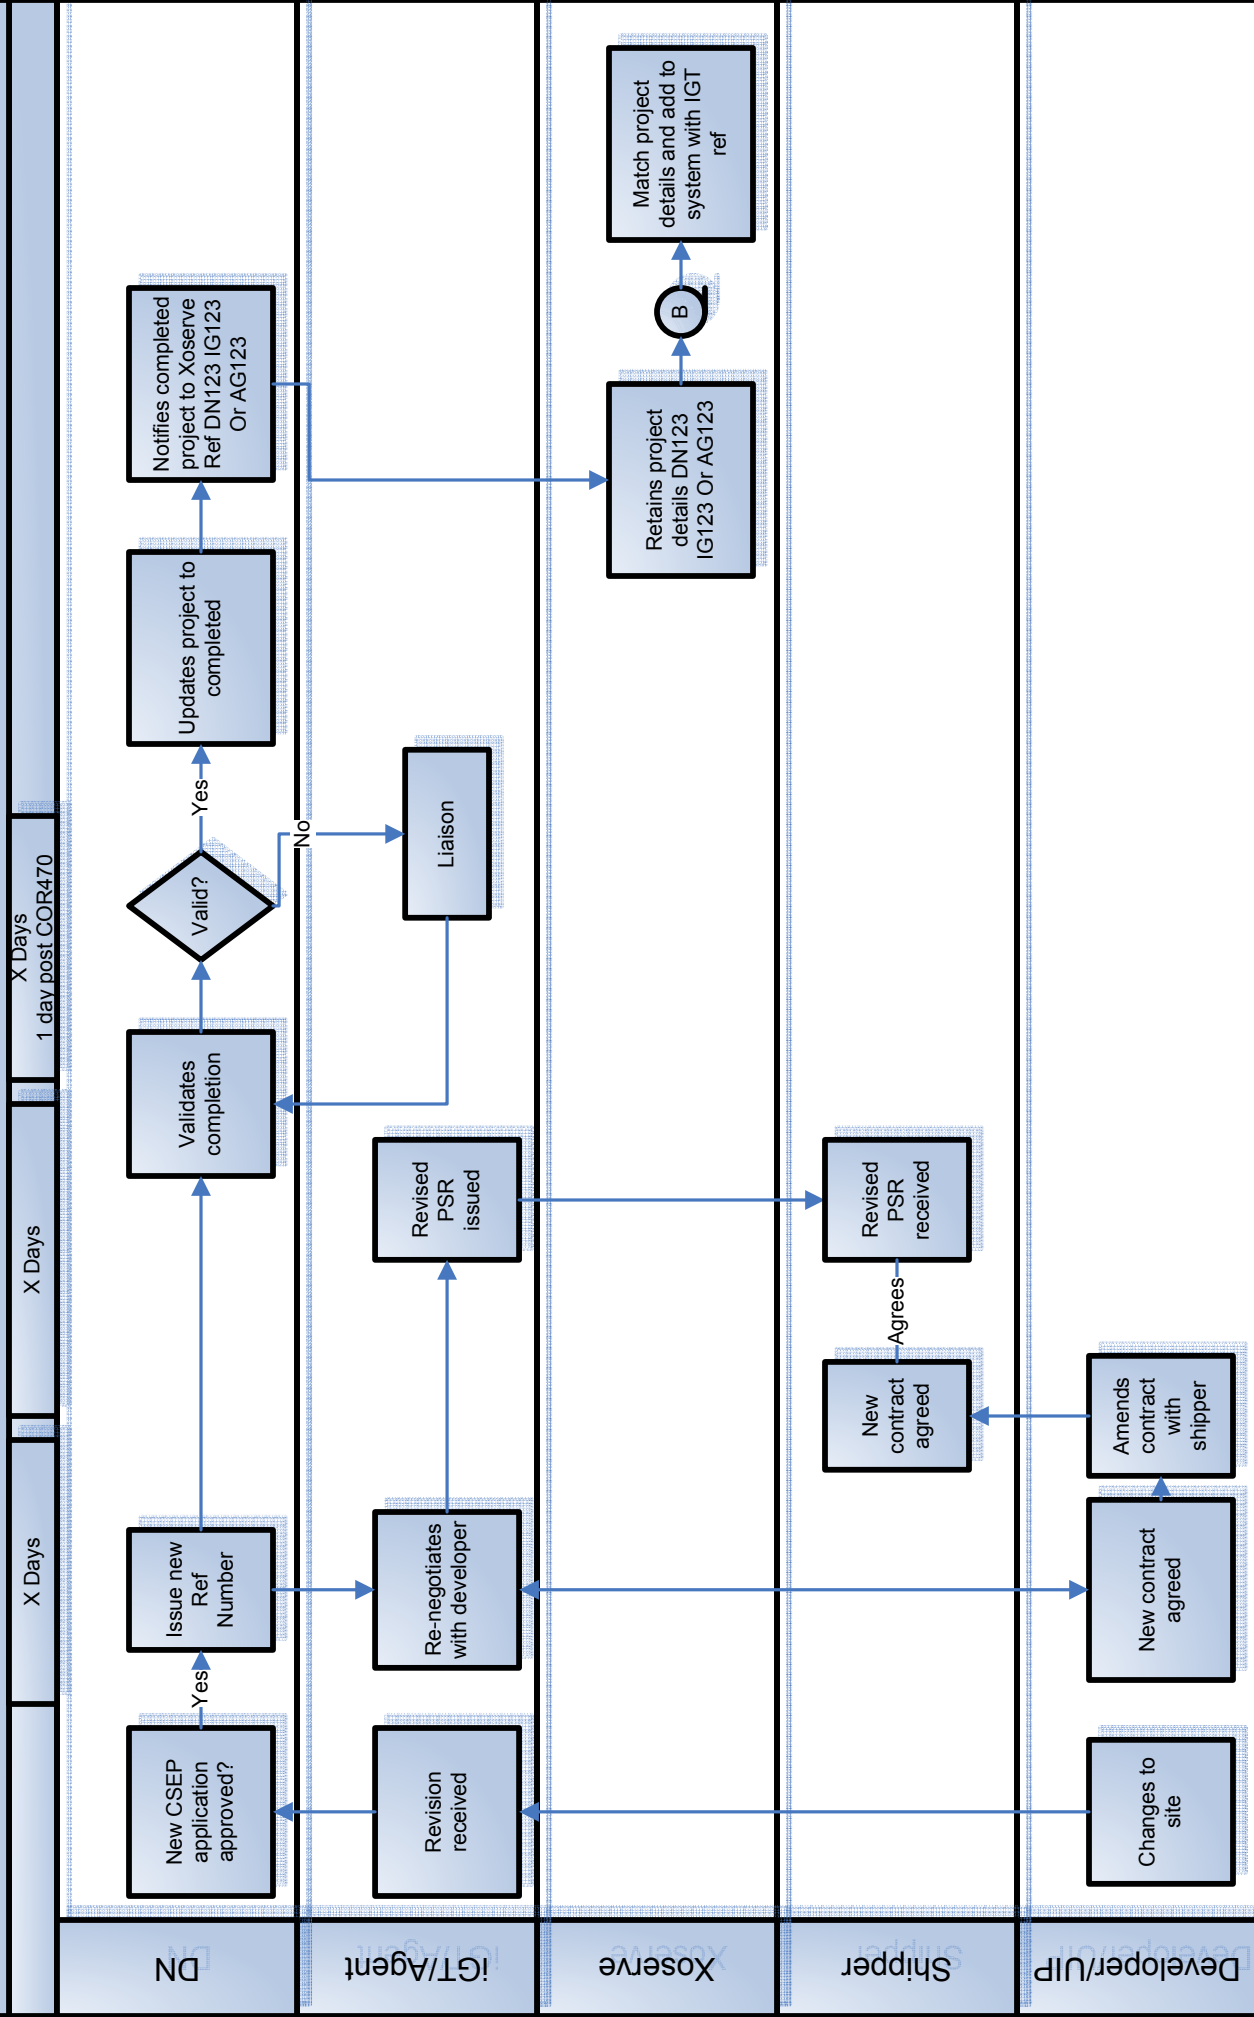 X Days
X Days
X Days
1 day post COR470
DN
New CSEP
application
approved?
Yes
Issue new
Ref
Number
Validates
completion
Valid?
Yes
No
Updates project to
completed
Notifies completed
project to Xoserve
Ref DN123 IG123
Or AG123
iGT/Agent
Revision
received
Re-negotiates
with developer
Revised
PSR
issued
Liaison
Xoserve
Retains project
details DN123
IG123 Or AG123
B
Match project
details and add to
system with IGT
ref
Shipper
New
contract
agreed
Agrees
Revised
PSR
received
Developer/UIP
Changes to
site
New contract
agreed
Amends
contract
with
shipper